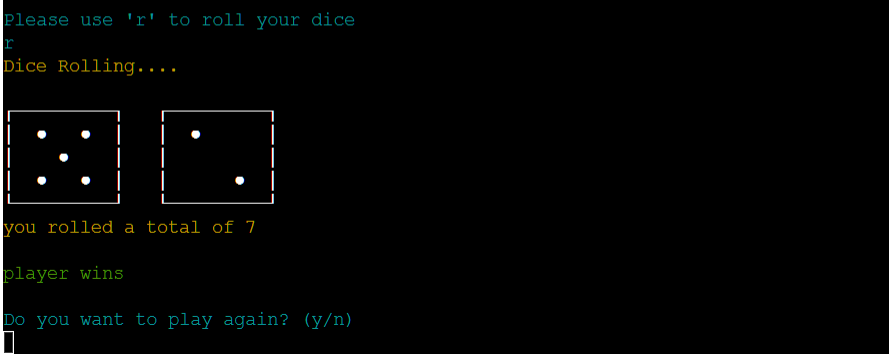 Please use 'r' to roll your dice
r
Dice Rolling....
you rolled a total of 7
player wins
Do you want to play again? (y/n)